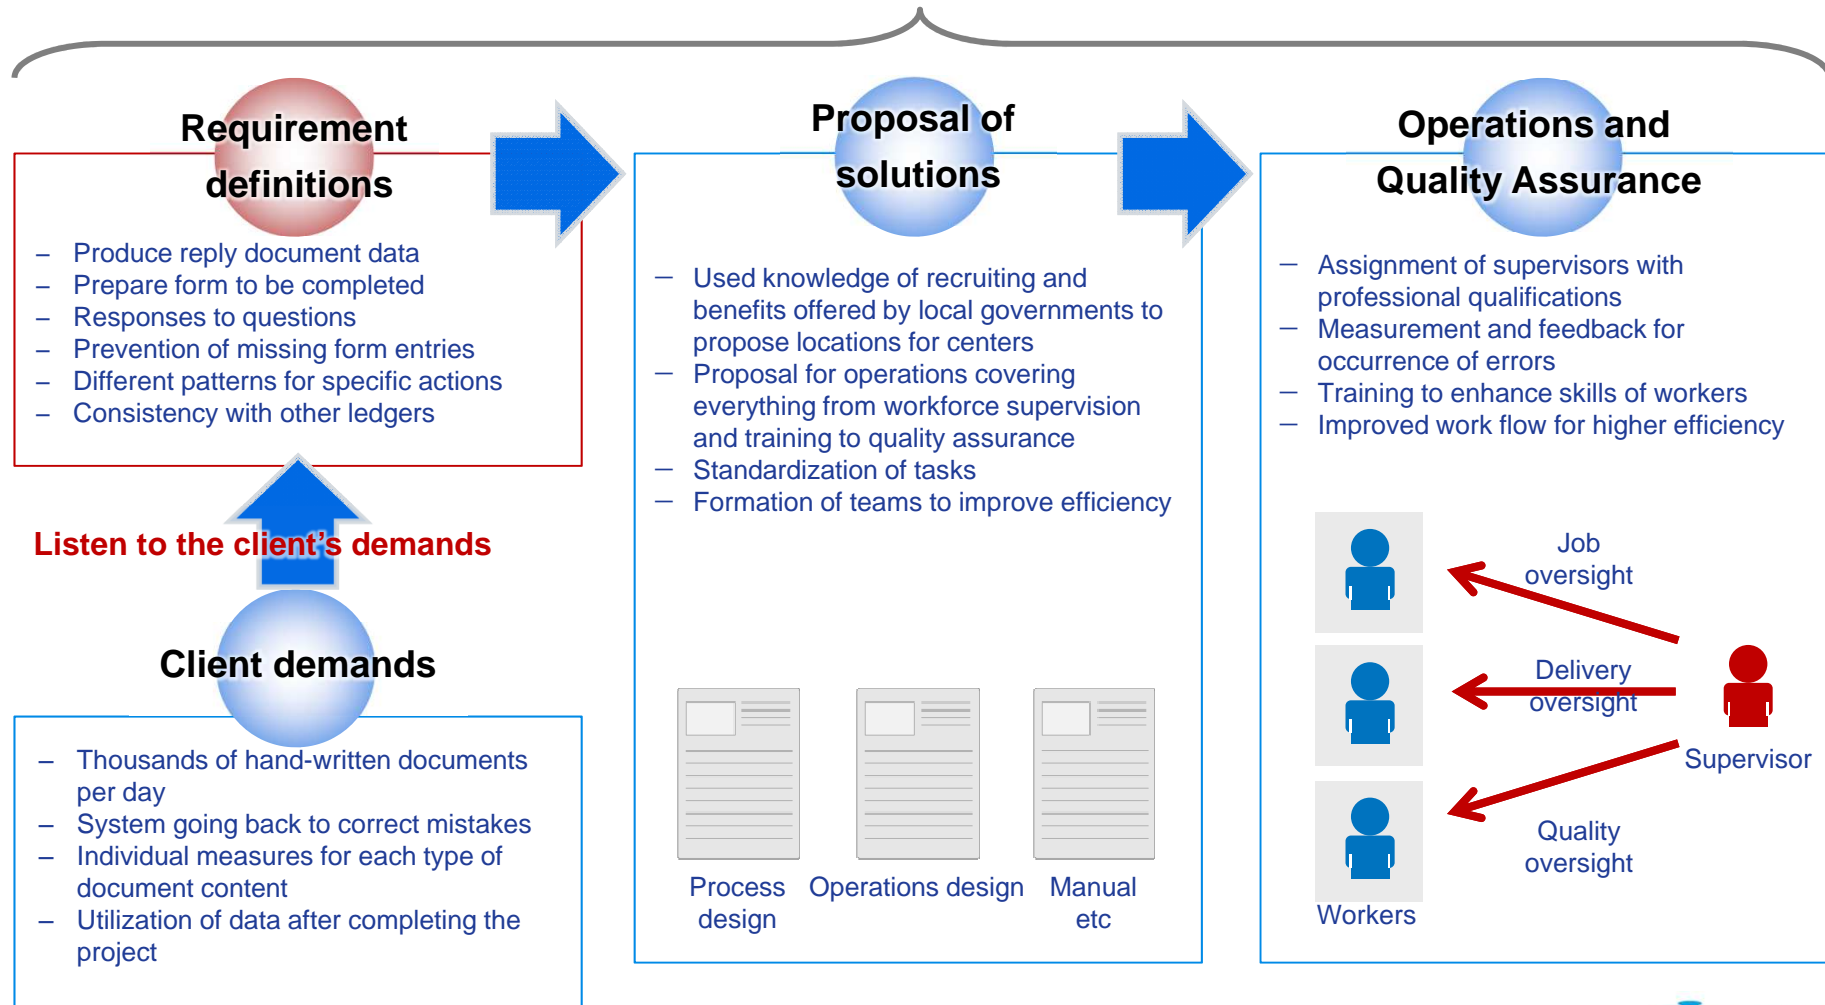 Requirement
definitions
– Produce reply document data
– Prepare form to be completed
– Responses to questions
– Prevention of missing form entries
– Different patterns for specific actions
– Consistency with other ledgers
Listen to the client’s demands
Client demands
– Thousands of hand-written documents
per day
– System going back to correct mistakes
– Individual measures for each type of
document content
– Utilization of data after completing the
project
Proposal of
solutions
– Used knowledge of recruiting and
benefits offered by local governments to
propose locations for centers
– Proposal for operations covering
everything from workforce supervision
and training to quality assurance
– Standardization of tasks
– Formation of teams to improve efficiency
Process
design
Operations design
Manual
etc
Operations and
Quality Assurance
– Assignment of supervisors with
professional qualifications
– Measurement and feedback for
occurrence of errors
– Training to enhance skills of workers
– Improved work flow for higher efficiency
Job
oversight
Delivery
oversight
Supervisor
Quality
oversight
Workers